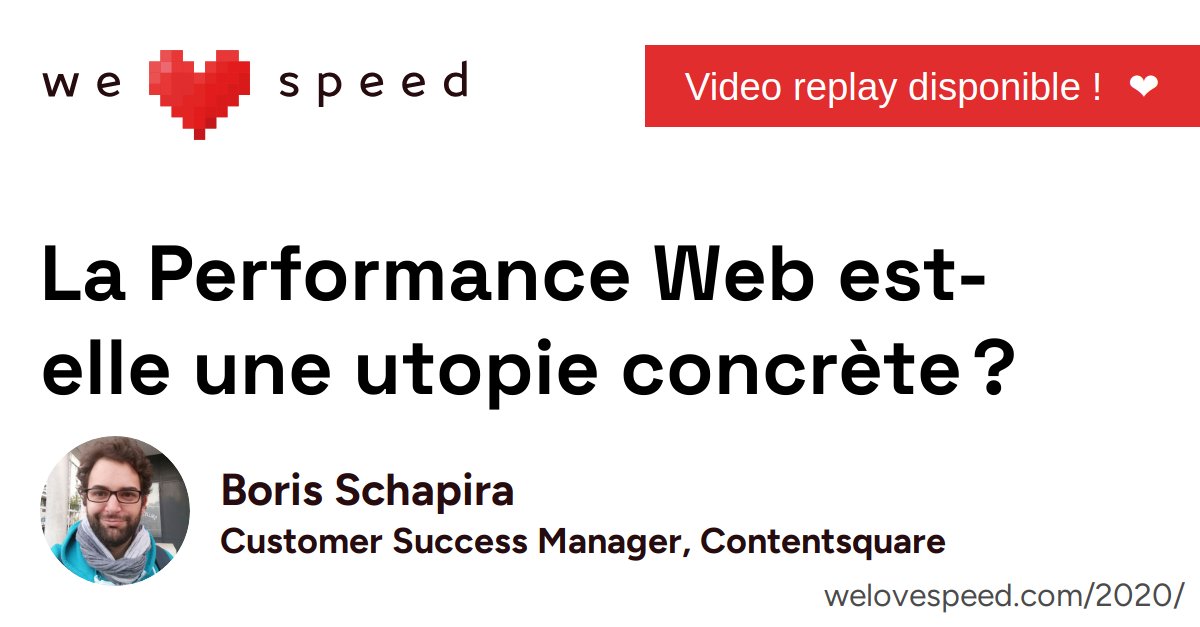 we ❤ speed
Video replay disponible ! ❤
La Performance Web est-
elle une utopie concrète ?
Boris Schapira
Customer Success Manager, Contentsquare
welovespeed.com/2020/